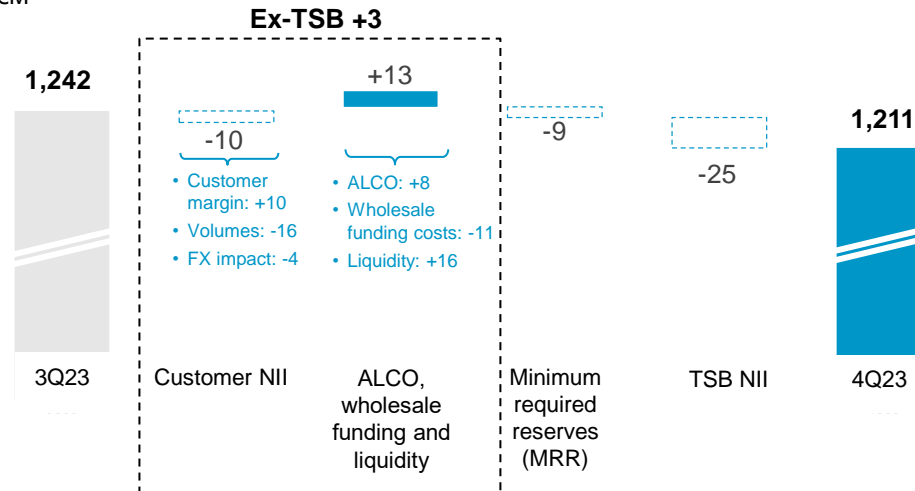 Ex-TSB +3
1,242
+13
1,211
-10
-9
-25
• Customer
margin: +10
• Volumes: -16
• FX impact: -4
• ALCO: +8
• Wholesale
funding costs: -11
• Liquidity: +16
3Q23
Customer NII
ALCO,
wholesale
funding and
liquidity
Minimum
required
reserves
(MRR)
TSB NII
4Q23